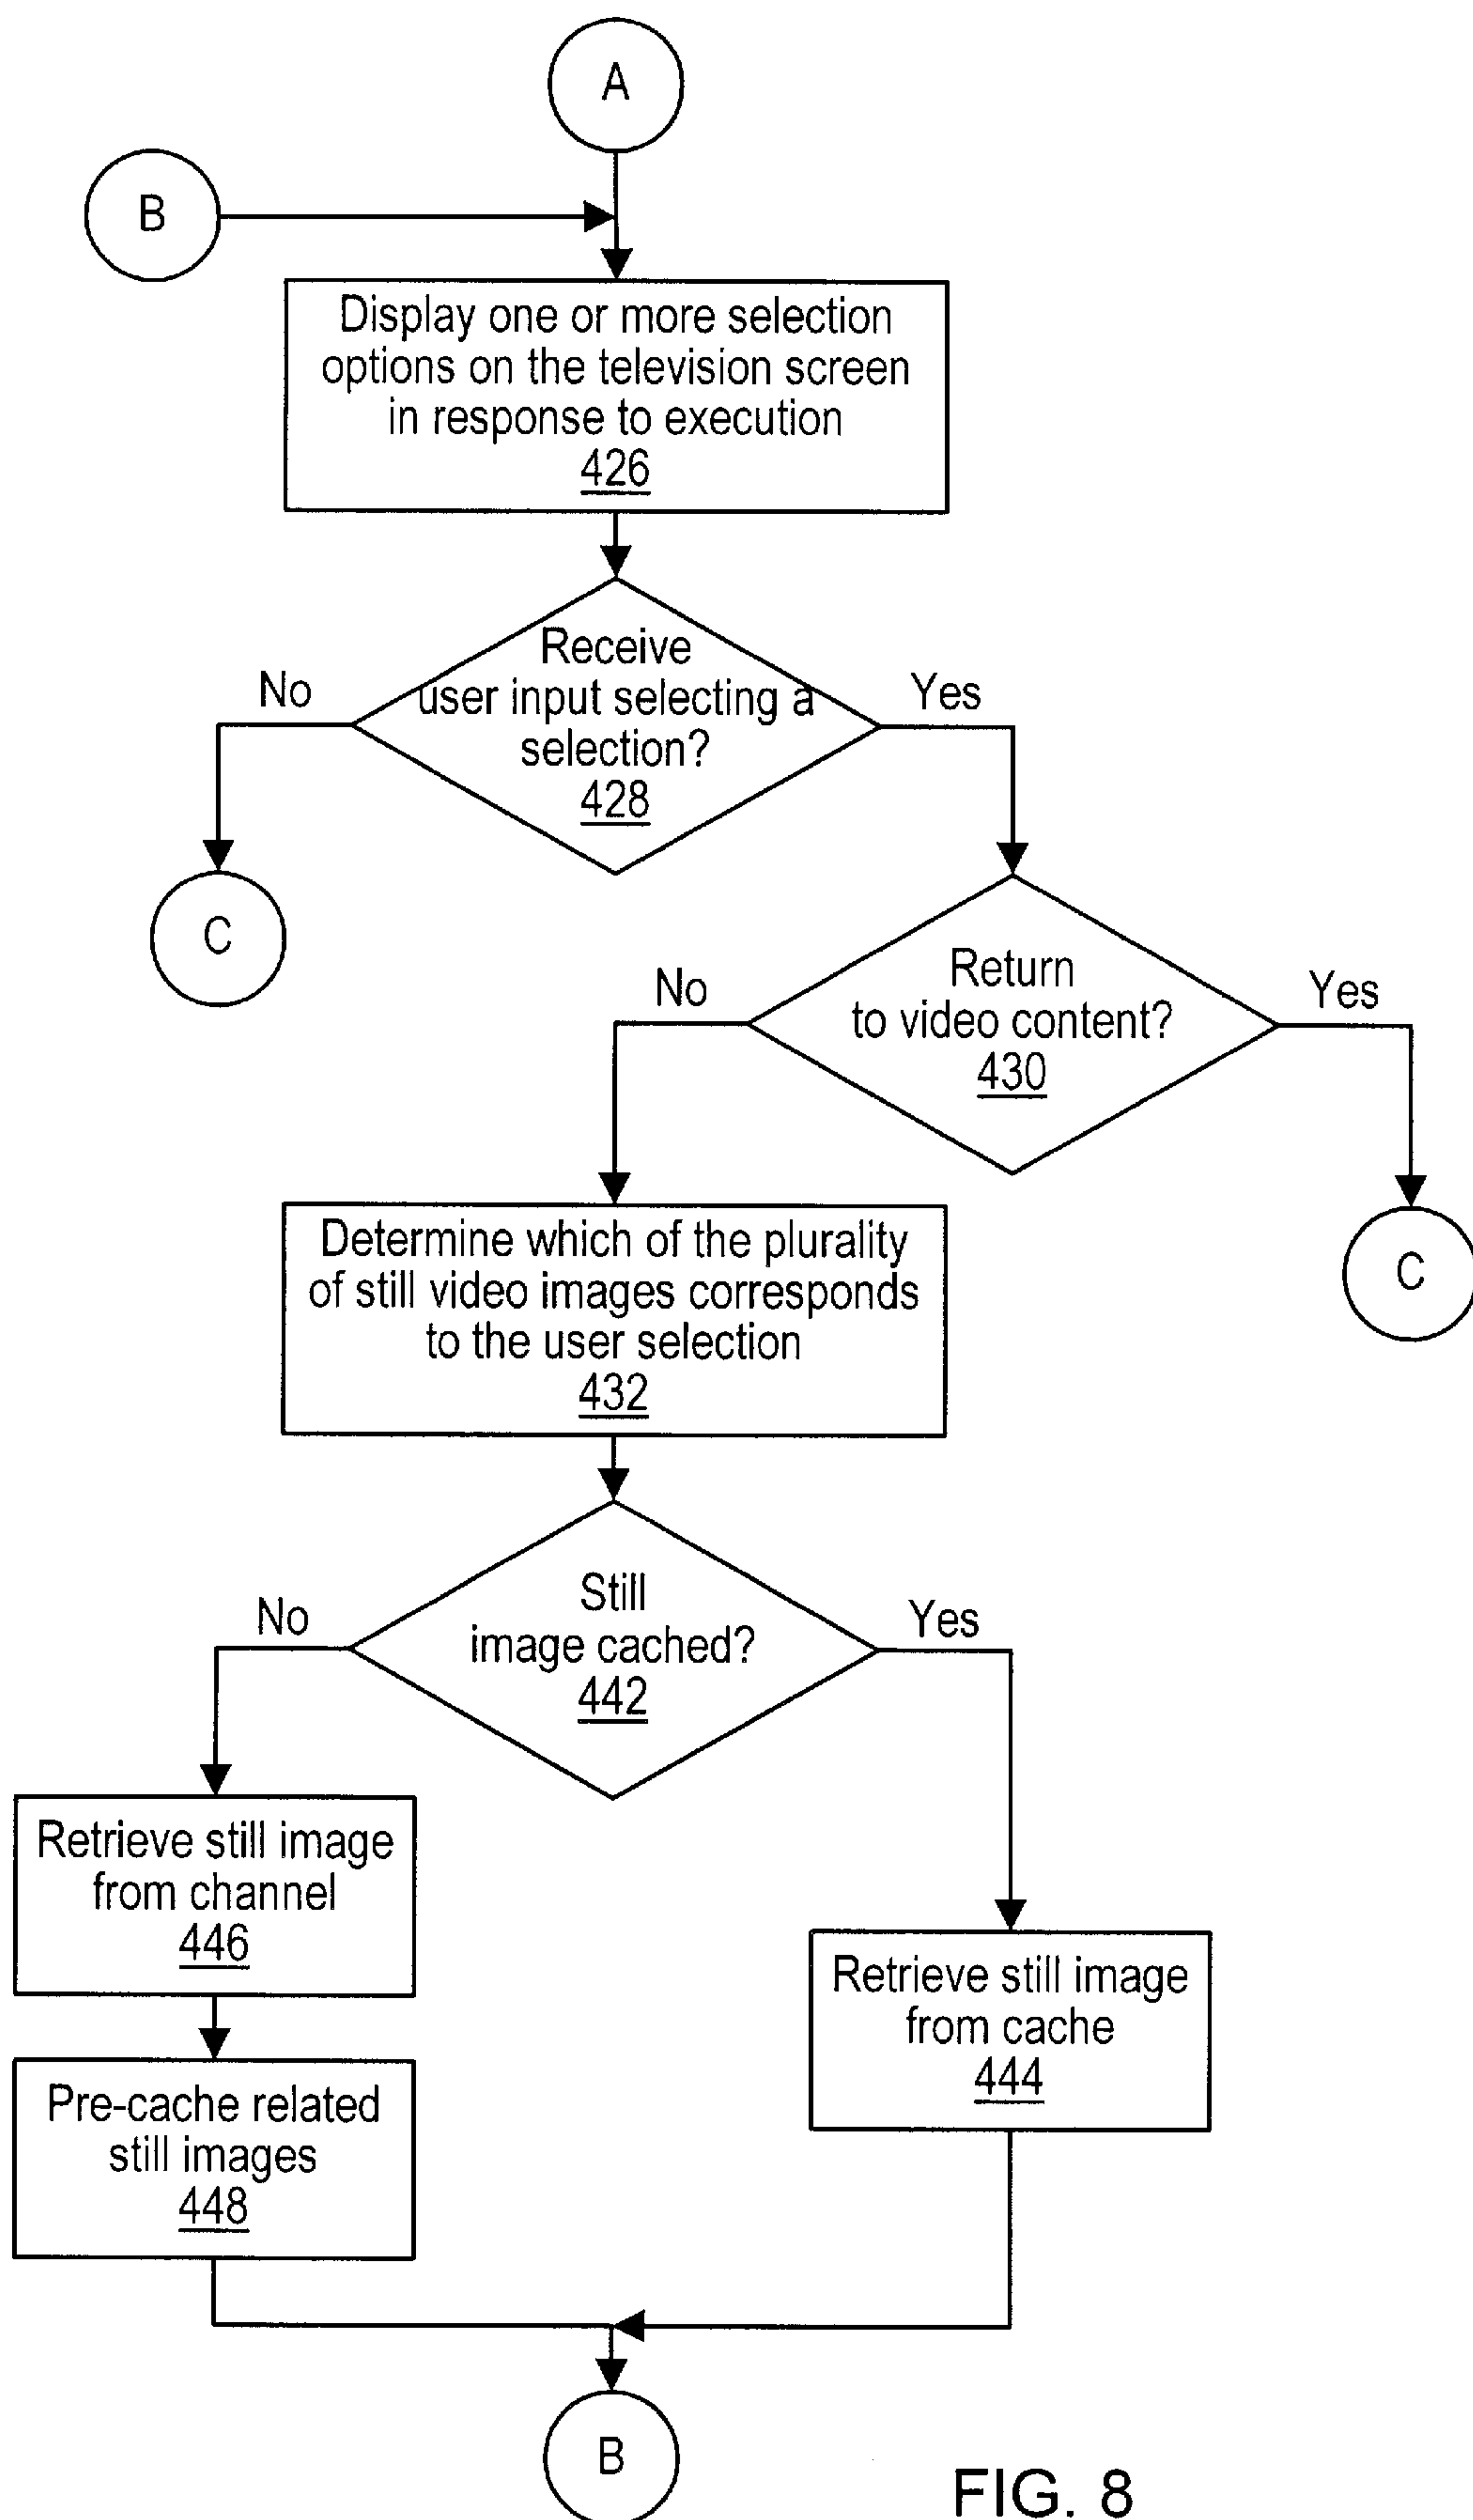 A
B
Display one or more selection
options on the television screen
in response to execution
426
Receive
user input selecting a
selection?
428
No
Yes
C
Return
to video content?
430
No
Yes
C
Determine which of the plurality
of still video images corresponds
to the user selection
432
Still
image cached?
442
No
Yes
Retrieve still image
from channel
446
Retrieve still image
from cache
444
Pre-cache related
still images
448
B
FIG. 8